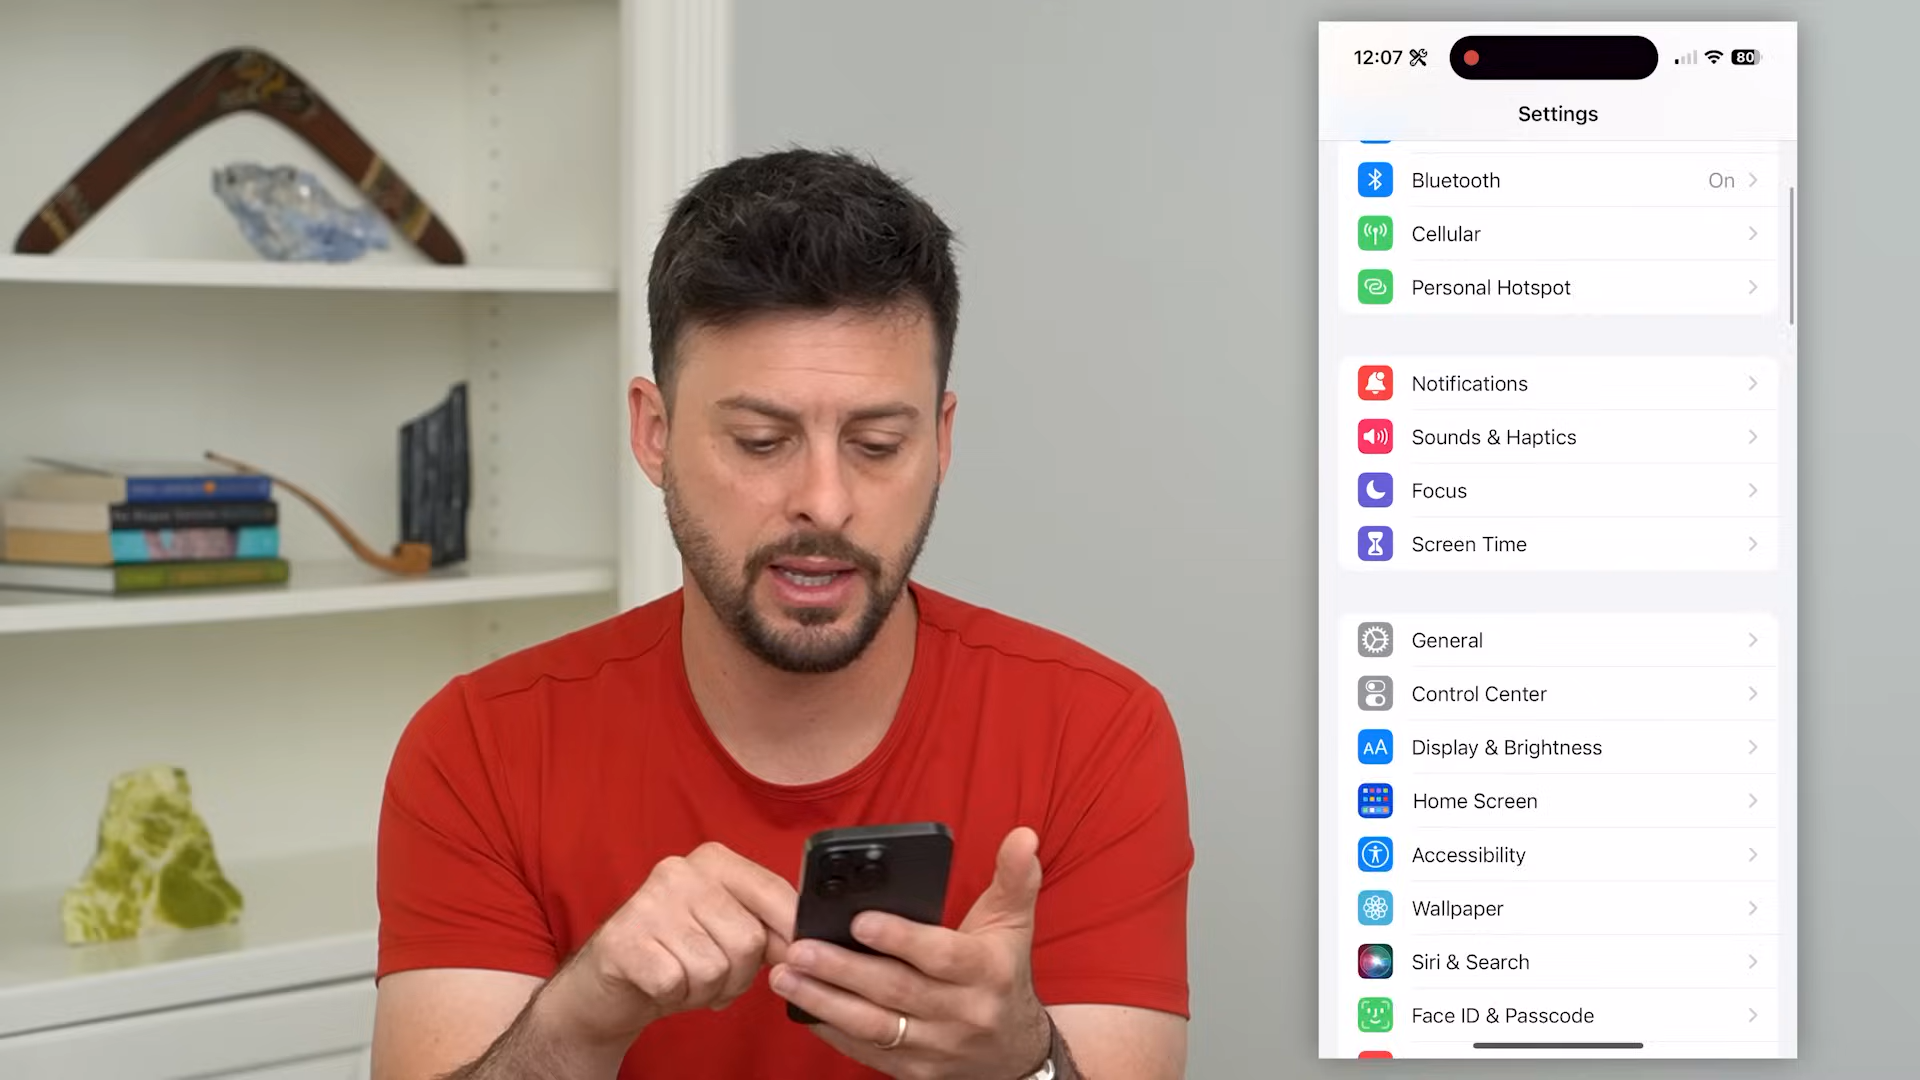 12:07
80
Settings
Bluetooth On
Cellular
Personal Hotspot
Notifications
Sounds & Haptics
Focus
Screen Time
General
Control Center
AA Display & Brightness
Home Screen
Accessibility
Wallpaper
Siri & Search
Face ID & Passcode